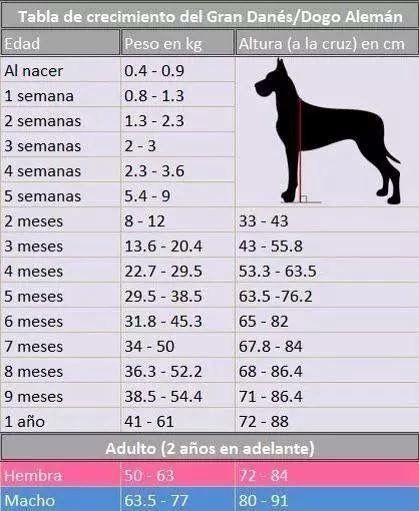 Tabla de crecimiento del Gran Danés/Dogo Alemán
Edad Peso en kg Altura (a la cruz) en cm
Al nacer 0.4 - 0.9
1 semana 0.8 - 1.3
2 semanas 1.3 - 2.3
3 semanas 2 - 3
4 semanas 2.3 - 3.6
5 semanas 5.4 - 9
2 meses 8 - 12 33 - 43
3 meses 13.6 - 20.4 43 - 55.8
4 meses 22.7 - 29.5 53.3 - 63.5
5 meses 29.5 - 38.5 63.5 -76.2
6 meses 31.8 - 45.3 65 - 82
7 meses 34 - 50 67.8 - 84
8 meses 36.3 - 52.2 68 - 86.4
9 meses 38.5 - 54.4 71 - 86.4
1 año 41 - 61 72 - 88
Adulto (2 años en adelante)
Hembra 50 - 63 72 - 84
Macho 63.5 - 77 80 - 91